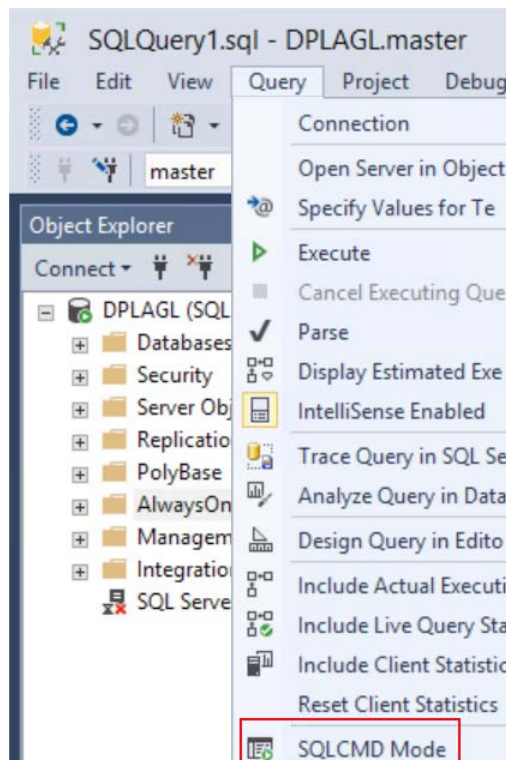 SQLQuery1.sql - DPLAGL.master
File Edit View Query Project Debug
Connection
master
Open Server in Object
Specify Values for Te
Object Explorer
Connect
Execute
Cancel Executing Que
DPLAGL (SQL
Parse
Databases
Display Estimated Exe
Security
Server Obj
IntelliSense Enabled
Replicatio
Trace Query in SQL Se
PolyBase
Analyze Query in Data
AlwaysOn
Managem
Design Query in Edito
Integration
Include Actual Executi
SQL Serve
Include Live Query Sta
Include Client Statistic
Reset Client Statistics
SQLCMD Mode